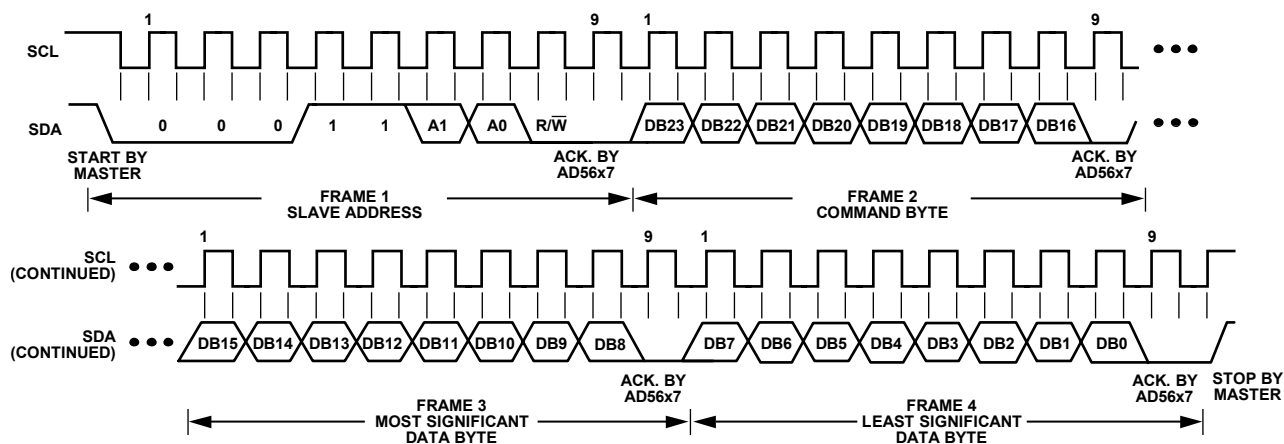 1 9 1 9
SCL
SDA 0 0 0 1 1 A1 A0 R/W̅ DB23 DB22 DB21 DB20 DB19 DB18 DB17 DB16
START BY
MASTER
ACK. BY
AD56x7
ACK. BY
AD56x7
FRAME 1
SLAVE ADDRESS
FRAME 2
COMMAND BYTE
1 9 1 9
SCL
(CONTINUED)
SDA
(CONTINUED)
DB15 DB14 DB13 DB12 DB11 DB10 DB9 DB8 DB7 DB6 DB5 DB4 DB3 DB2 DB1 DB0
ACK. BY
AD56x7
ACK. BY
AD56x7
STOP BY
MASTER
FRAME 3
MOST SIGNIFICANT
DATA BYTE
FRAME 4
LEAST SIGNIFICANT
DATA BYTE